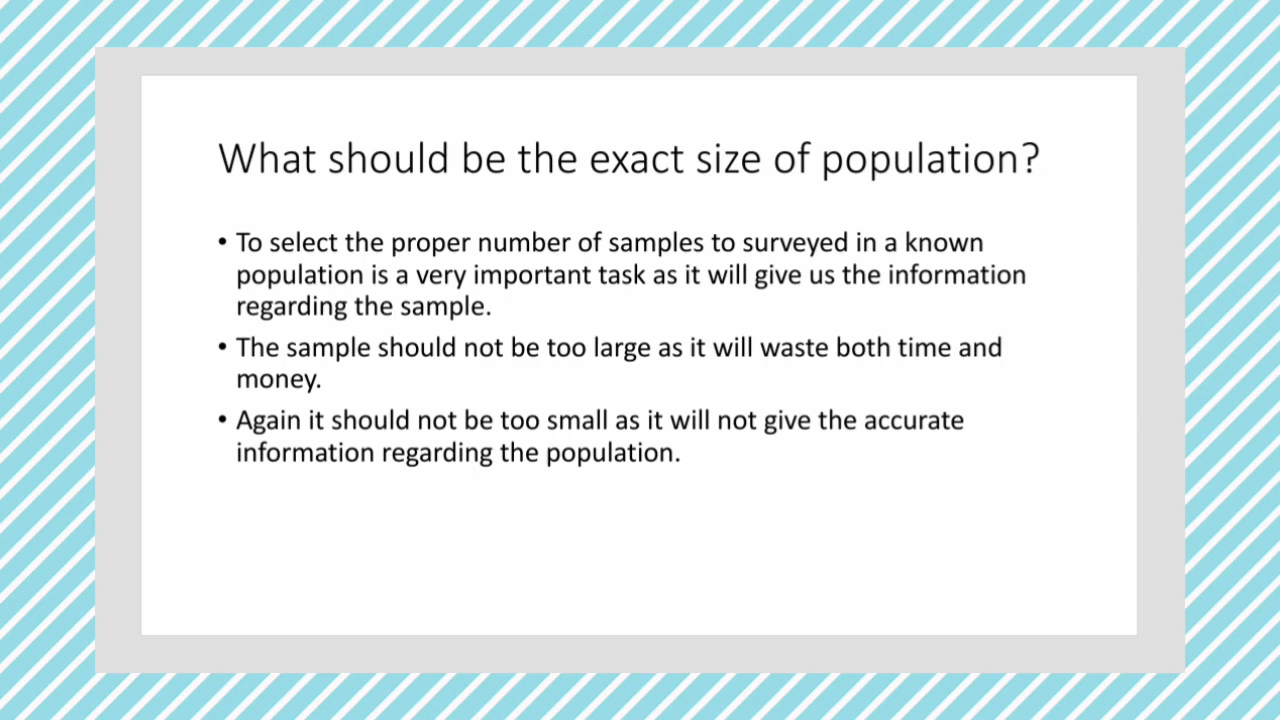 What should be the exact size of population?
• To select the proper number of samples to surveyed in a known
population is a very important task as it will give us the information
regarding the sample.
• The sample should not be too large as it will waste both time and
money.
• Again it should not be too small as it will not give the accurate
information regarding the population.